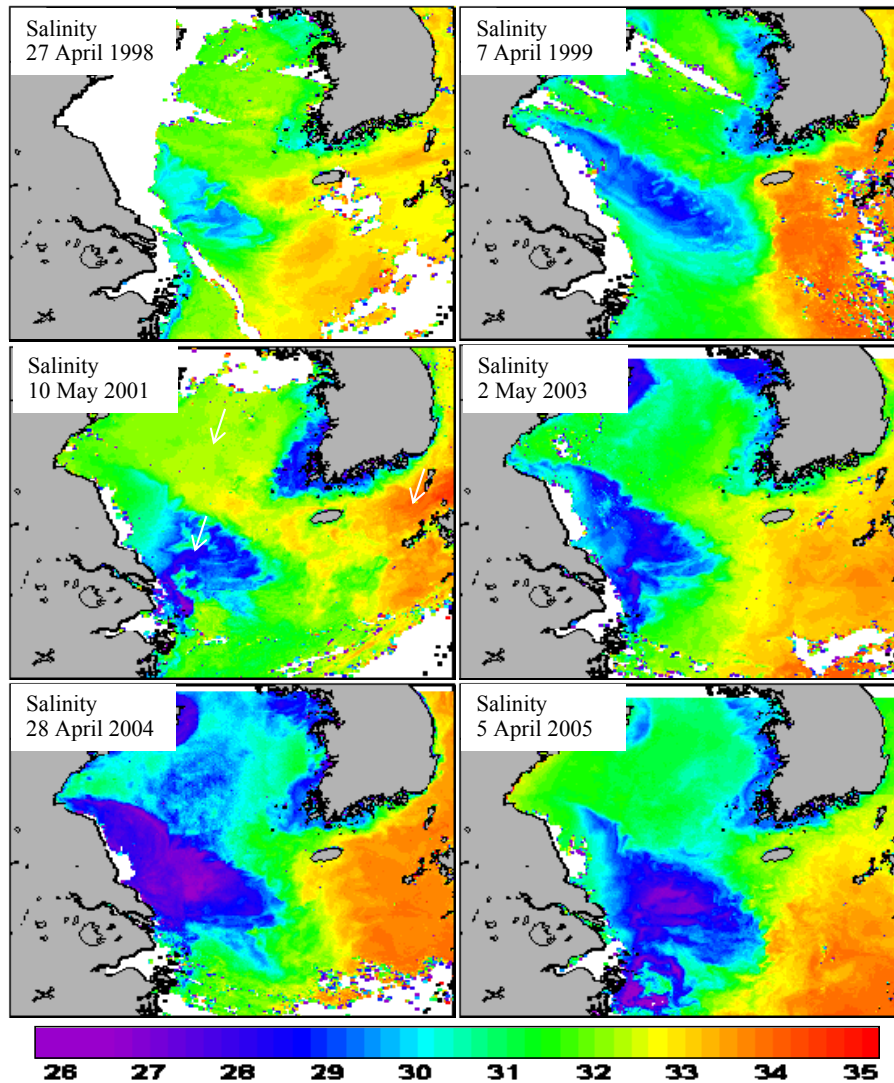 Salinity
27 April 1998
Salinity
7 April 1999
Salinity
10 May 2001
Salinity
2 May 2003
Salinity
28 April 2004
Salinity
5 April 2005
26 27 28 29 30 31 32 33 34 35